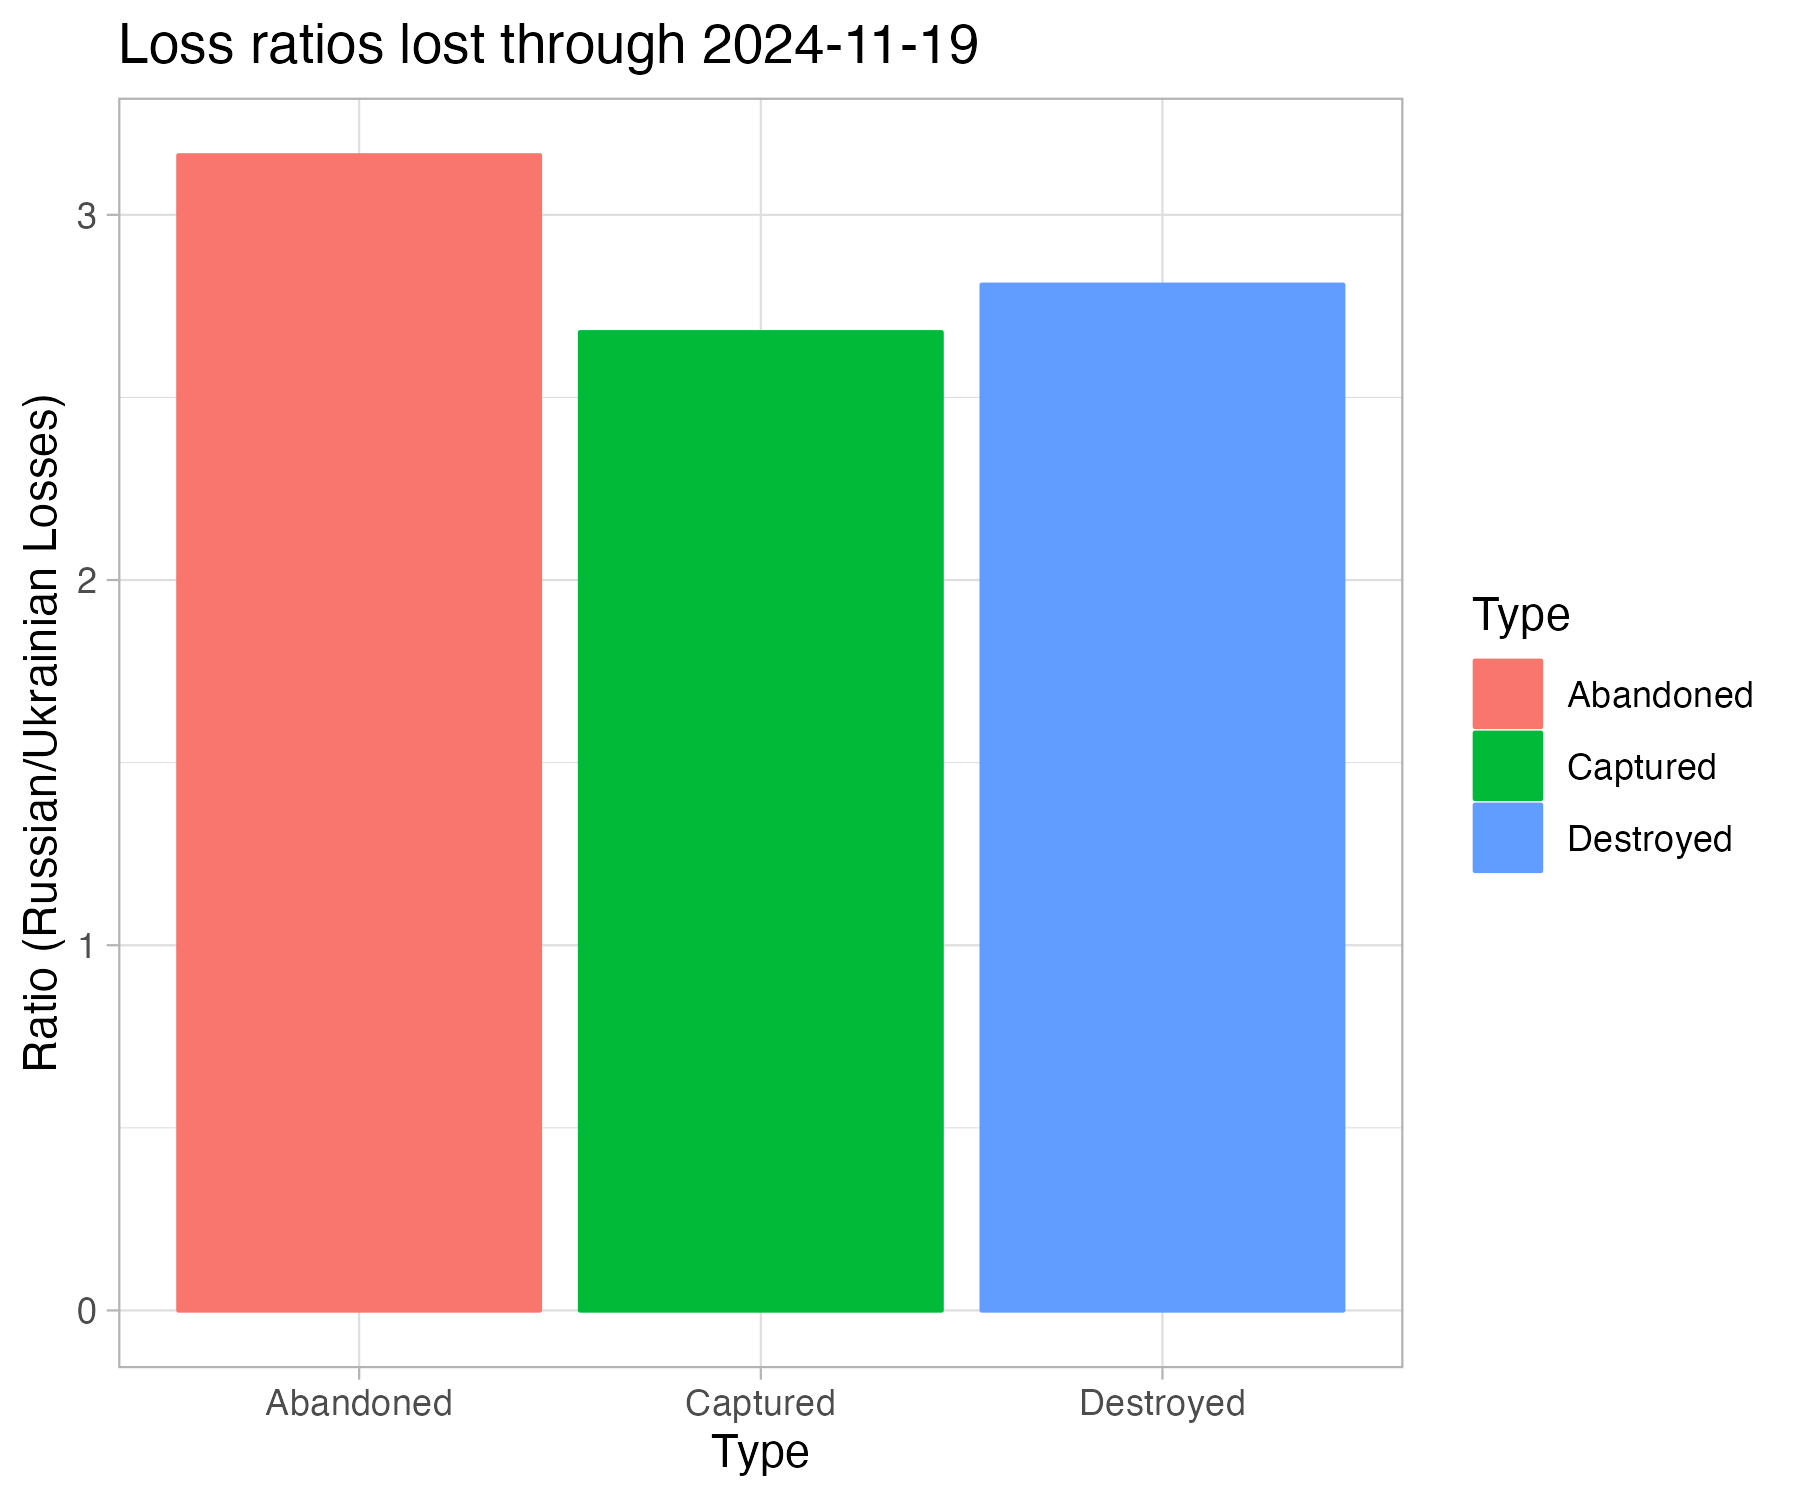 Loss ratios lost through 2024-11-19
Ratio (Russian/Ukrainian Losses)
3
2
1
0
Abandoned
Captured
Destroyed
Type
Type
Abandoned
Captured
Destroyed